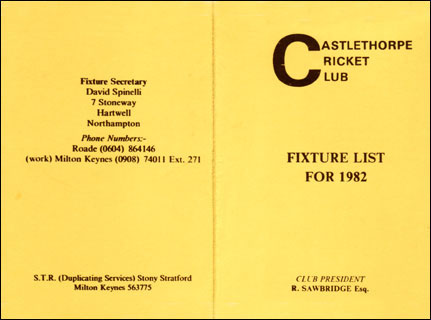 Fixture Secretary
David Spinelli
7 Stoneway
Hartwell
Northampton
Phone Numbers:-
Roade (0604) 864146
(work) Milton Keynes (0908) 74011 Ext. 271
S.T.R. (Duplicating Services) Stony Stratford
Milton Keynes 563775
CASTLETHORPE
CRICKET
CLUB
FIXTURE LIST
FOR 1982
CLUB PRESIDENT
R. SAWBRIDGE Esq.